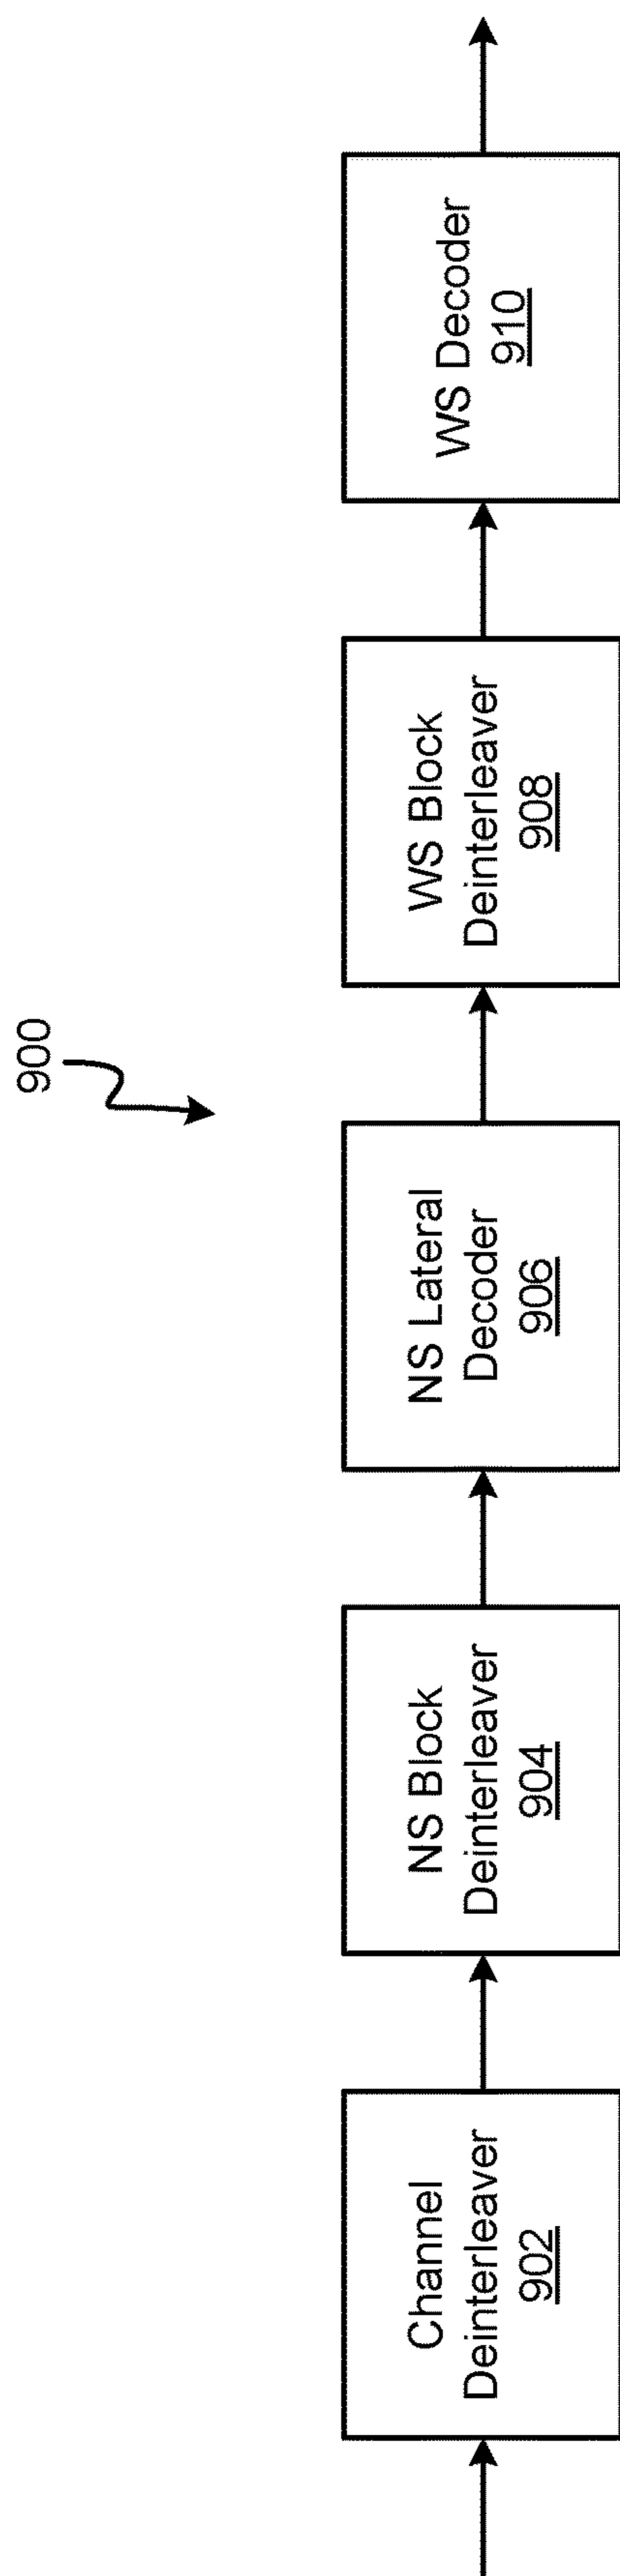 900
Channel
Deinterleaver
902
NS Block
Deinterleaver
904
NS Lateral
Decoder
906
WS Block
Deinterleaver
908
WS Decoder
910